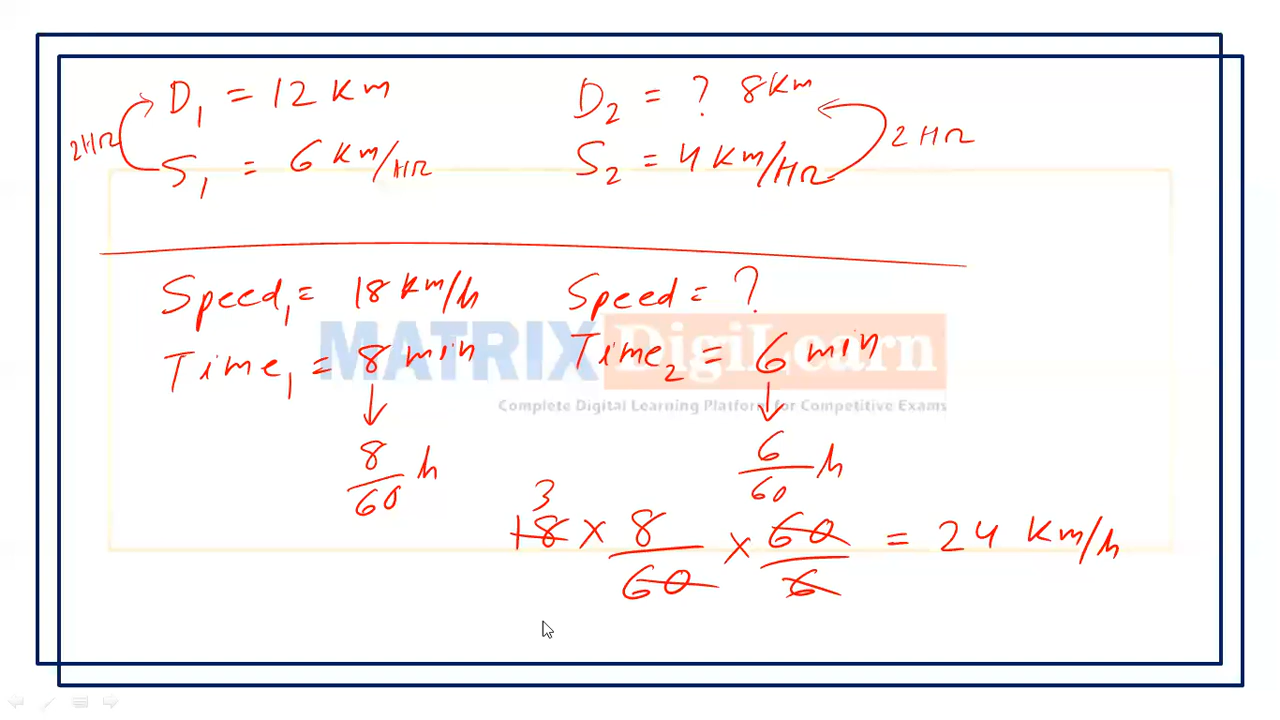 D₁ = 12 Km
D₂ = ? 8Km
2HR
2 HR
S₁ = 6 Km/HR
S₂ = 4 Km/HR
Speed₁ = 18 Km/h
Speed = ?
MATRIX DigiLearn
Time₁ = 8 min
Time₂ = 6 min
Complete Digital Learning Platform for Competitive Exams
8/60 h
6/60 h
3
18 × 8/60 × 60/6 = 24 Km/h